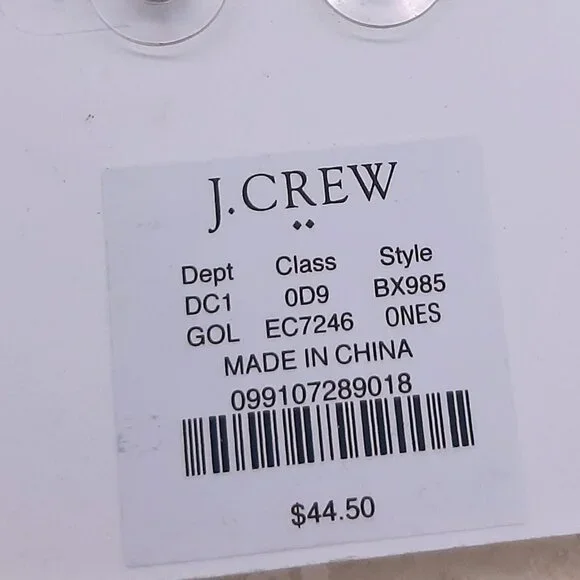 J.CREW
Dept Class Style
DC1 0D9 BX985
GOL EC7246 ONES
MADE IN CHINA
099107289018
$44.50